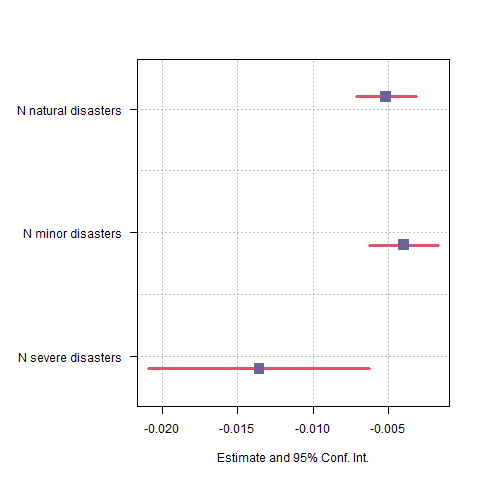 N natural disasters
N minor disasters
N severe disasters
-0.020 -0.015 -0.010 -0.005
Estimate and 95% Conf. Int.